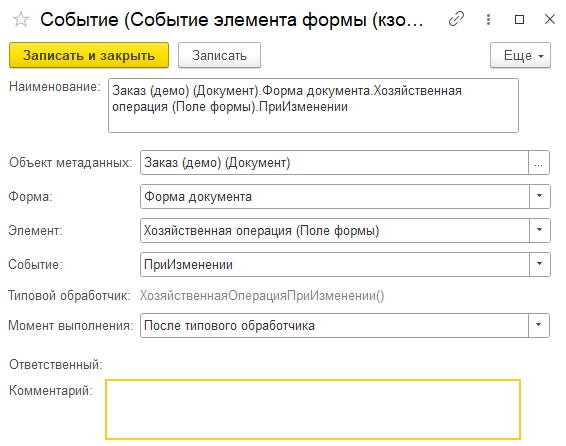 Событие (Событие элемента формы (кзо...
Записать и закрыть
Записать
Еще
Наименование:
Заказ (демо) (Документ).Форма документа.Хозяйственная
операция (Поле формы).ПриИзменении
Объект метаданных: Заказ (демо) (Документ) ...
Форма: Форма документа
Элемент: Хозяйственная операция (Поле формы)
Событие: ПриИзменении
Типовой обработчик: ХозяйственнаяОперацияПриИзменении()
Момент выполнения: После типового обработчика
Ответственный:
Комментарий: